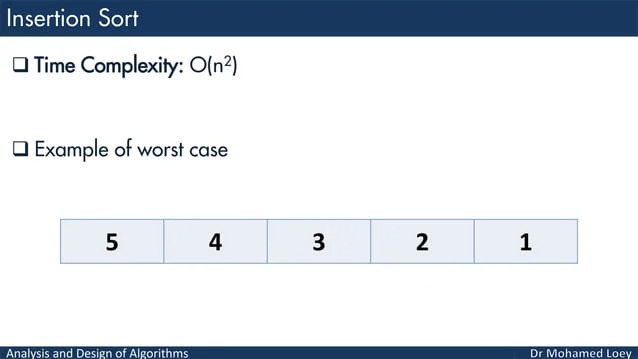 Insertion Sort
❑ Time Complexity: O(n²)
❑ Example of worst case
5 4 3 2 1
Analysis and Design of Algorithms Dr Mohamed Loey